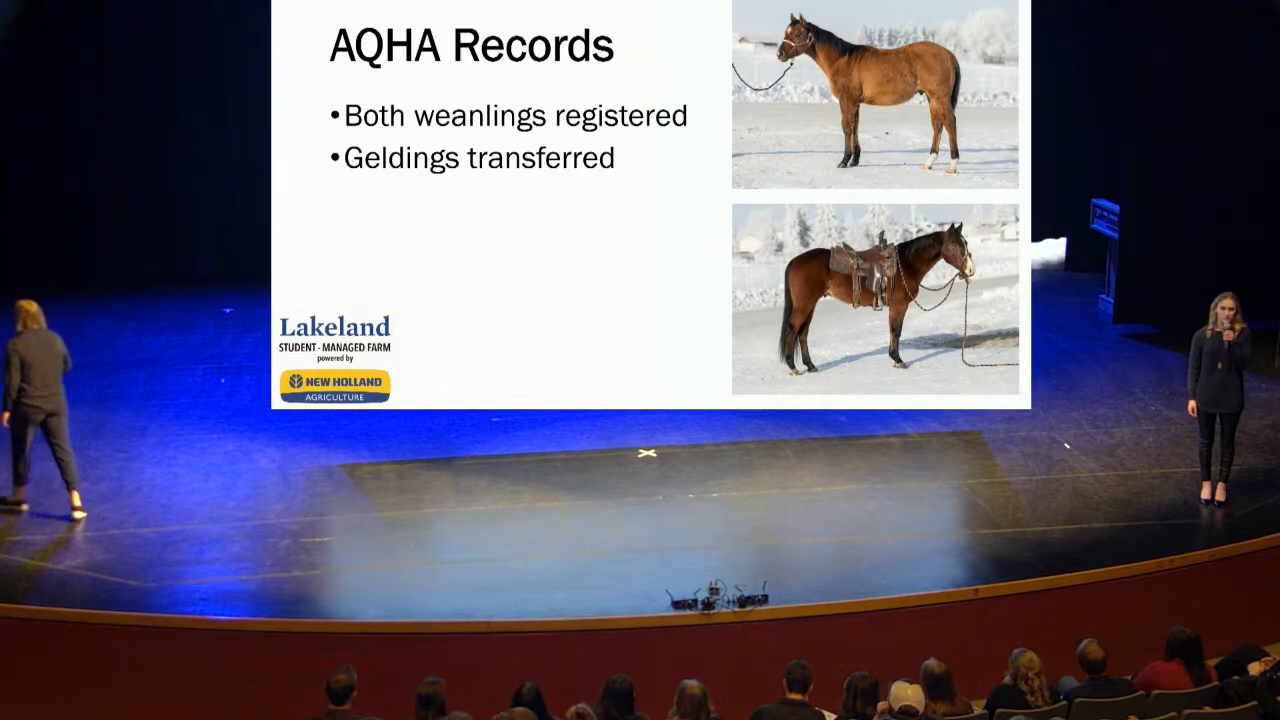 AQHA Records
•Both weanlings registered
•Geldings transferred
Lakeland
STUDENT-MANAGED FARM
powered by
NEW HOLLAND
AGRICULTURE